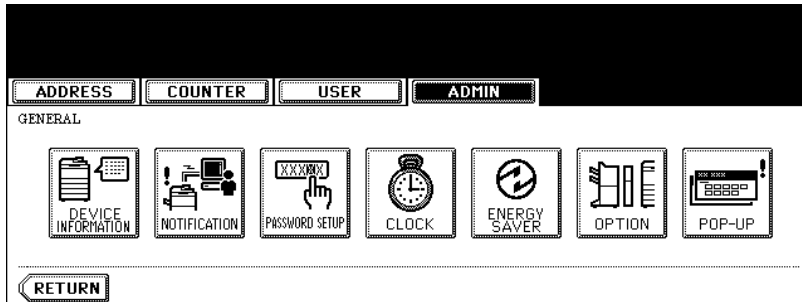 ADDRESS COUNTER USER ADMIN
GENERAL
DEVICE INFORMATION
NOTIFICATION
XXXXX
PASSWORD SETUP
CLOCK
ENERGY SAVER
OPTION
POP-UP
RETURN